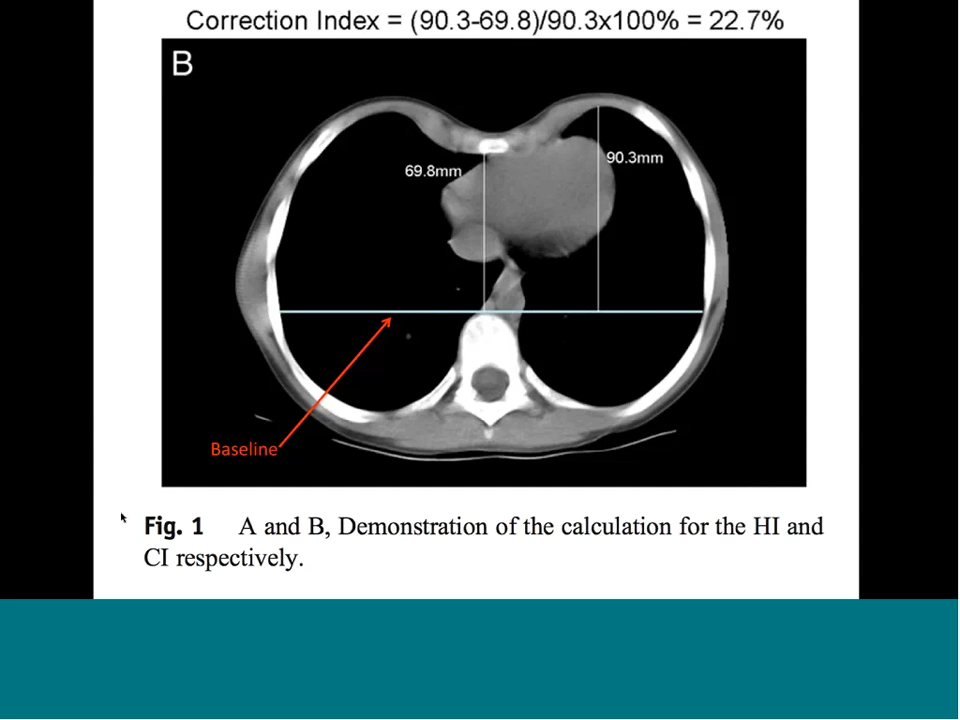 Correction Index = (90.3-69.8)/90.3x100% = 22.7%
B
90.3mm
69.8mm
Baseline
Fig. 1 A and B, Demonstration of the calculation for the HI and
CI respectively.